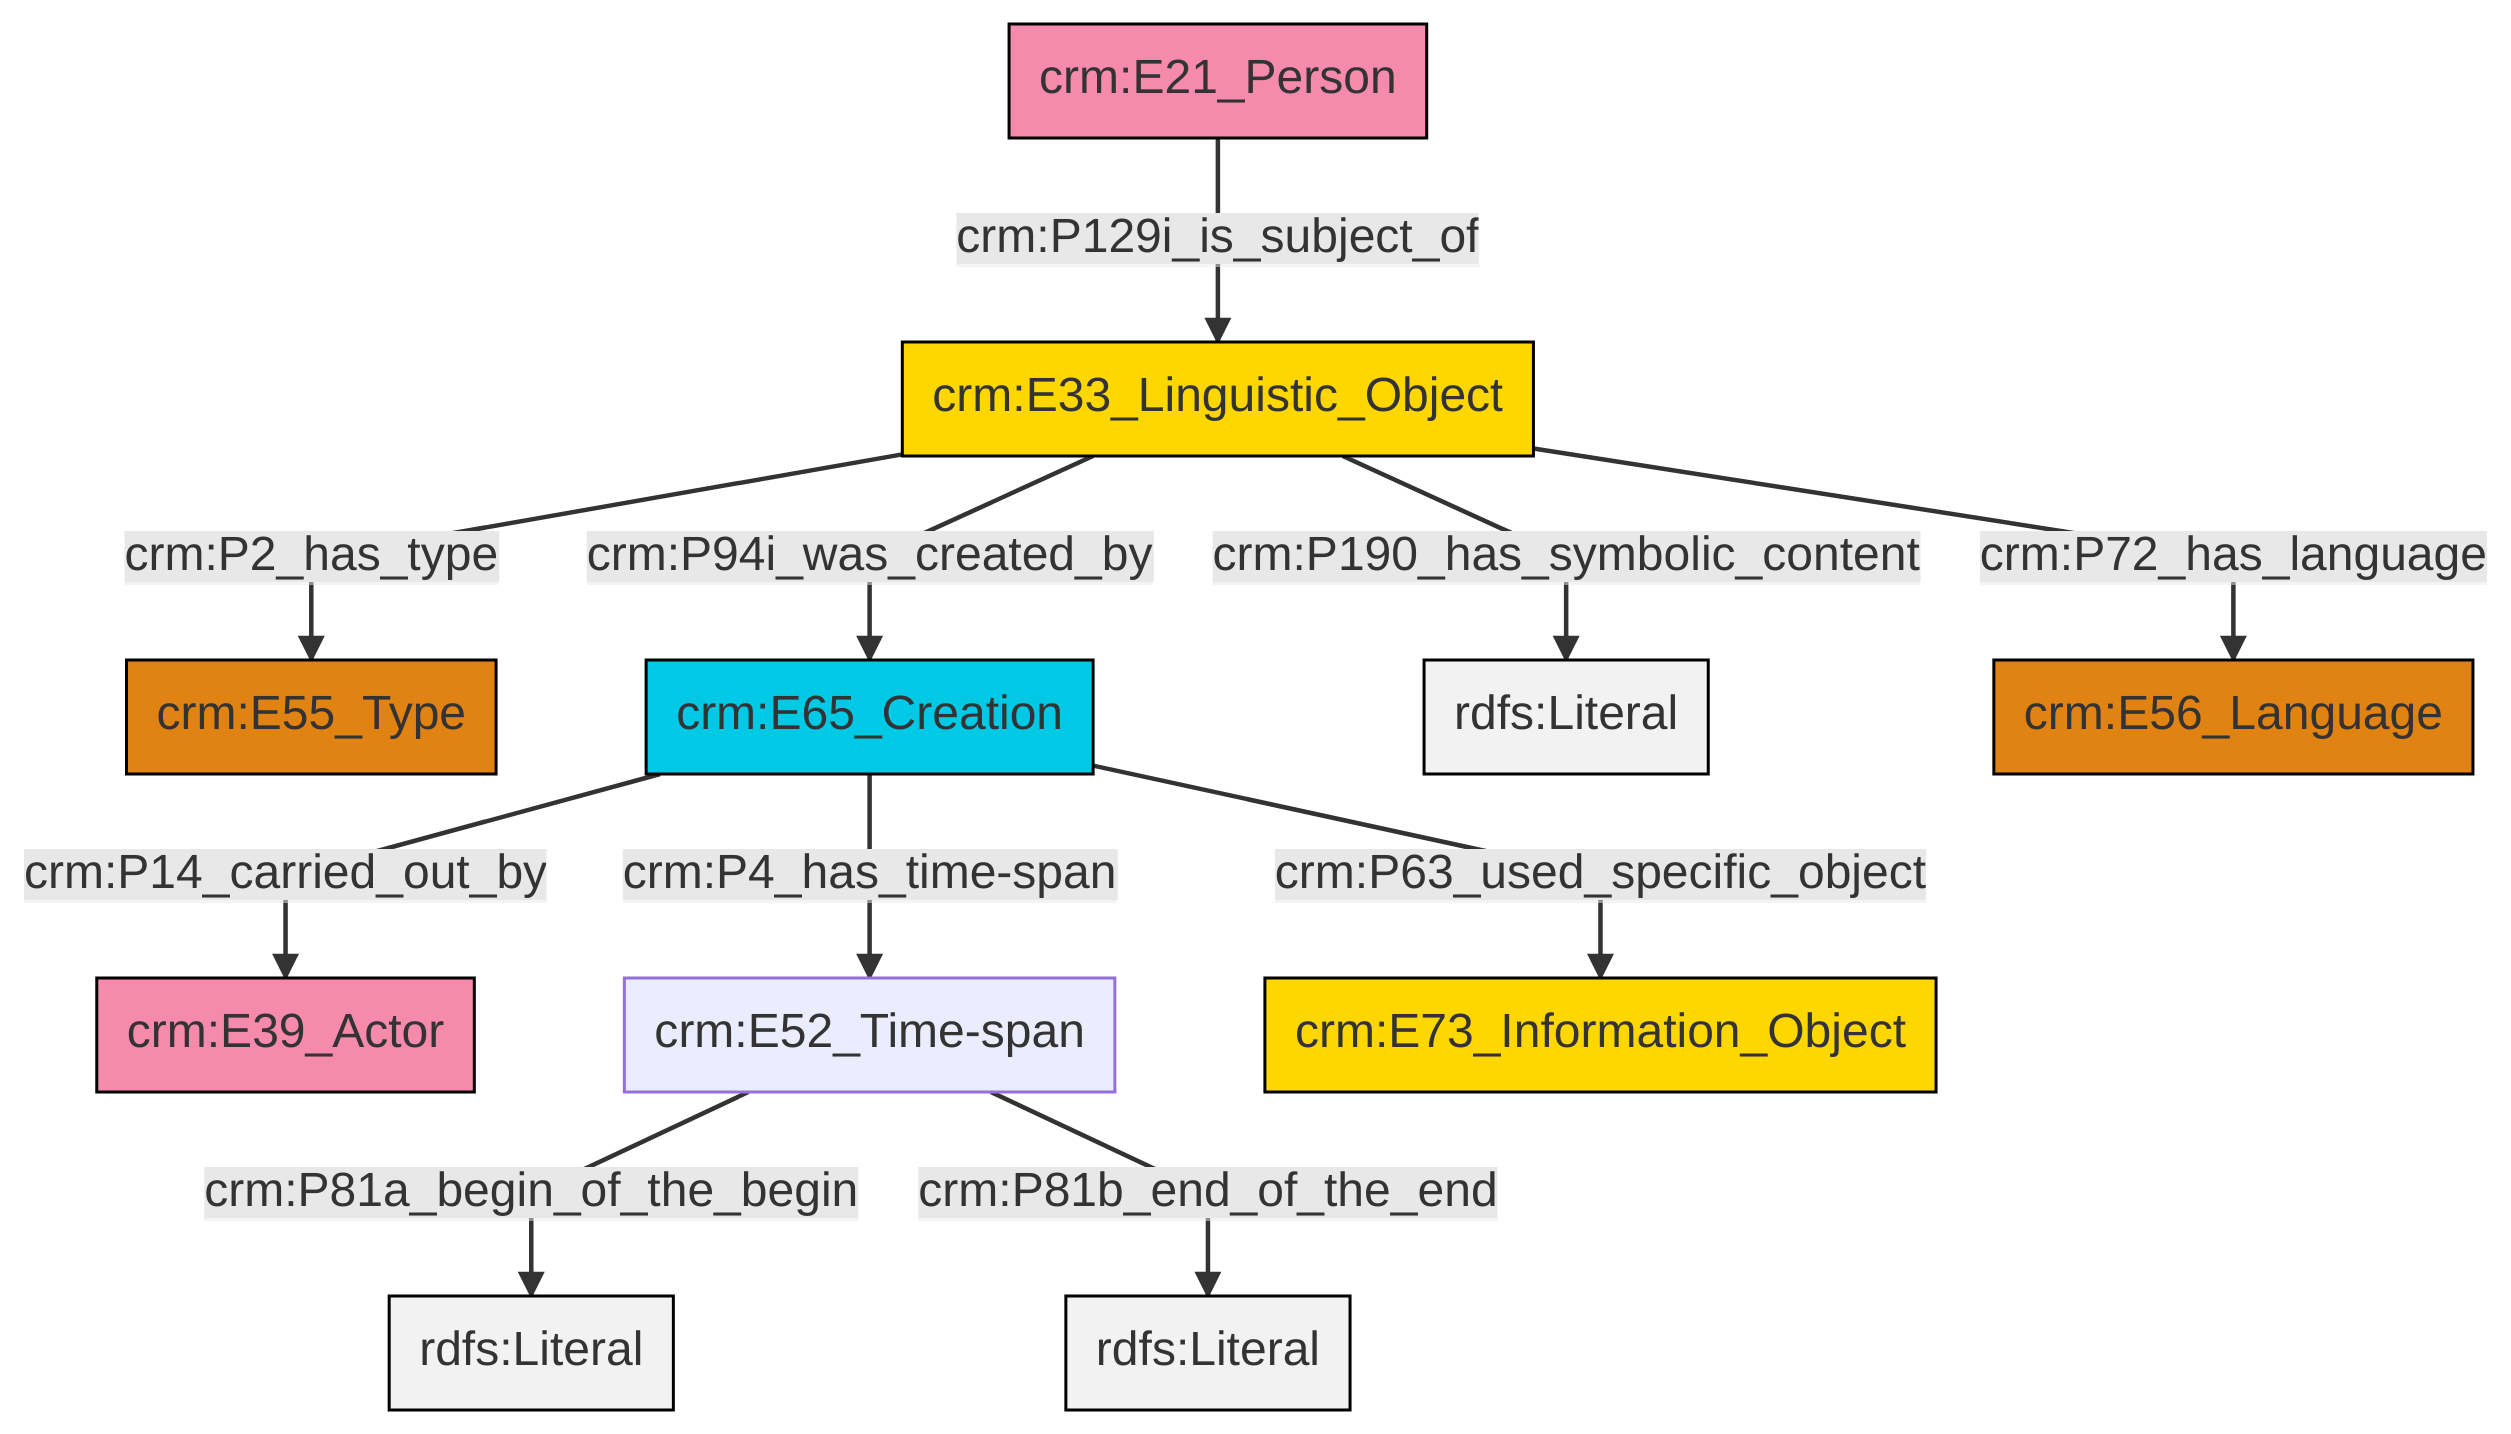 crm:E21_Person
crm:P129i_is_subject_of
crm:E33_Linguistic_Object
crm:P2_has_type
crm:P94i_was_created_by
crm:P190_has_symbolic_content
crm:P72_has_language
crm:E55_Type
crm:E65_Creation
rdfs:Literal
crm:E56_Language
crm:P14_carried_out_by
crm:P4_has_time-span
crm:P63_used_specific_object
crm:E39_Actor
crm:E52_Time-span
crm:E73_Information_Object
crm:P81a_begin_of_the_begin
crm:P81b_end_of_the_end
rdfs:Literal
rdfs:Literal